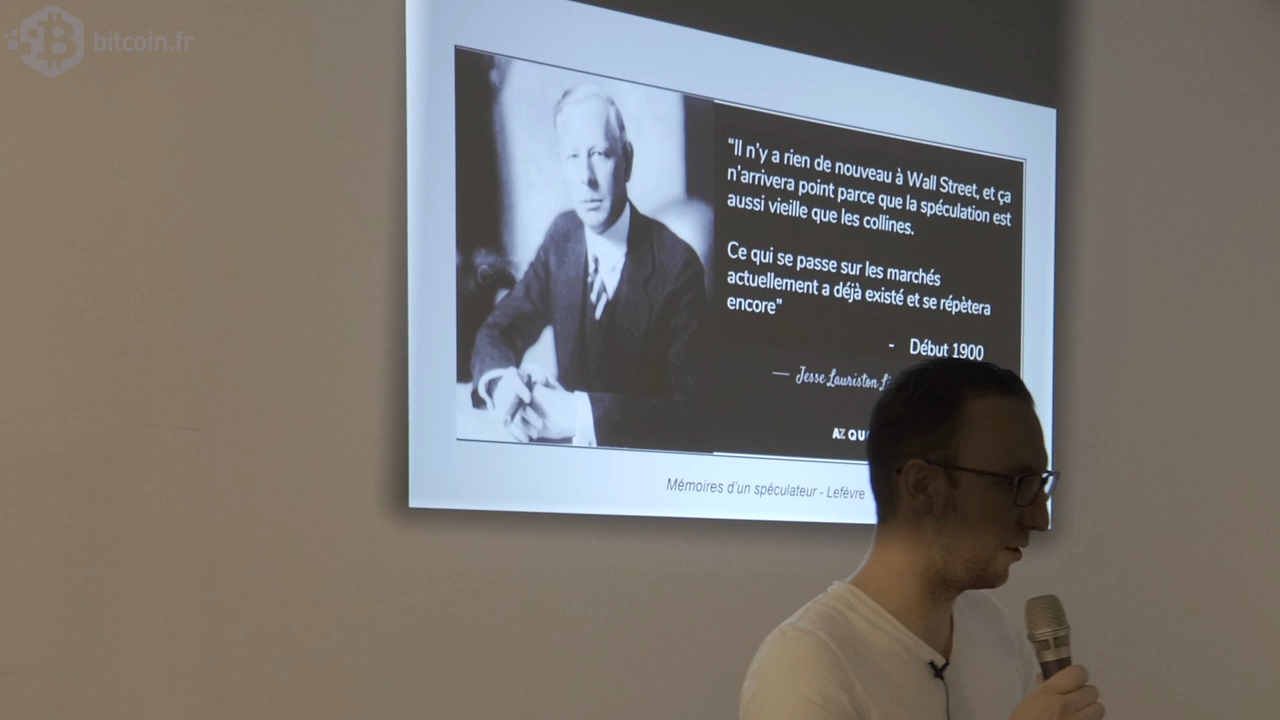 bitcoin.fr
“Il n’y a rien de nouveau à Wall Street, et ça
n’arrivera point parce que la spéculation est
aussi vieille que les collines.
Ce qui se passe sur les marchés
actuellement a déjà existé et se répètera
encore”
- Début 1900
— Jesse Lauriston
AZ QU
Mémoires d’un spéculateur - Lefévre